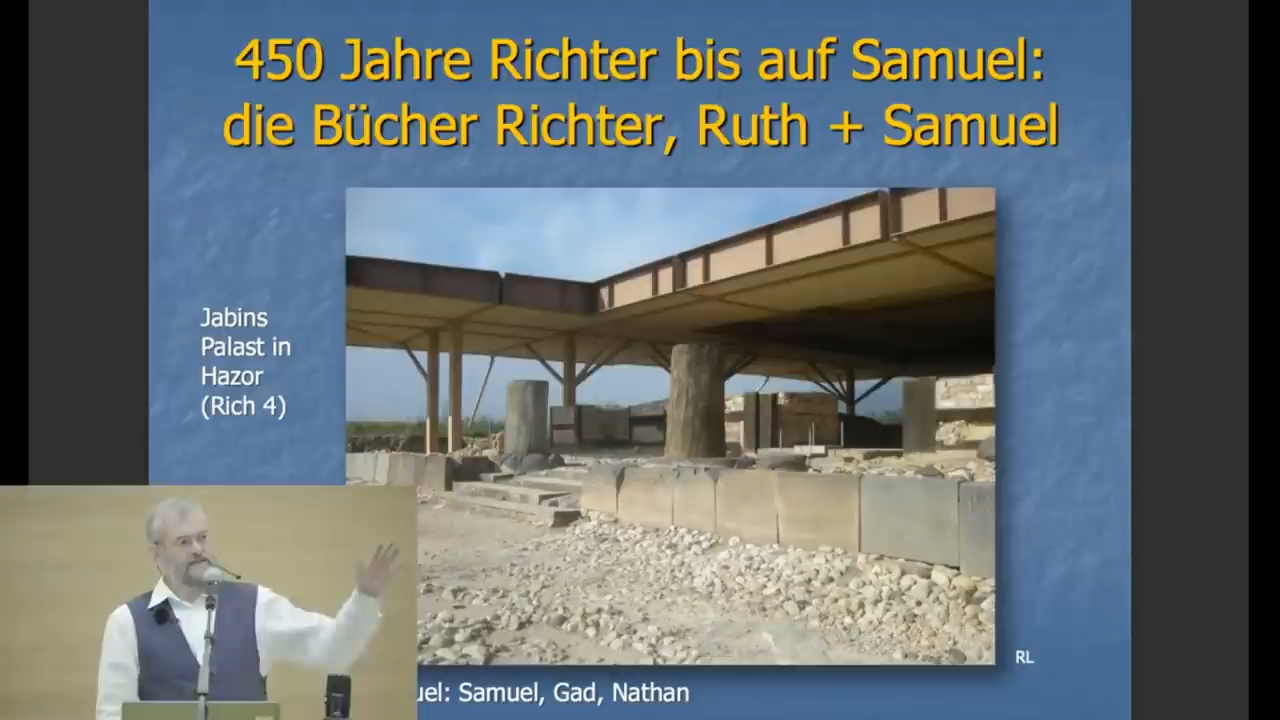 450 Jahre Richter bis auf Samuel:
die Bücher Richter, Ruth + Samuel
Jabins
Palast in
Hazor
(Rich 4)
RL
Samuel, Gad, Nathan